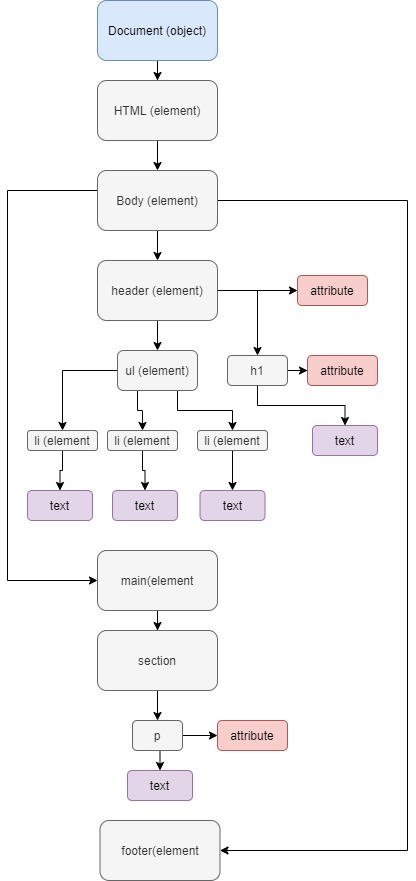 Document (object)
HTML (element)
Body (element)
header (element)
attribute
ul (element)
h1
attribute
li (element
li (element
li (element
text
text
text
text
main(element
section
p
attribute
text
footer(element